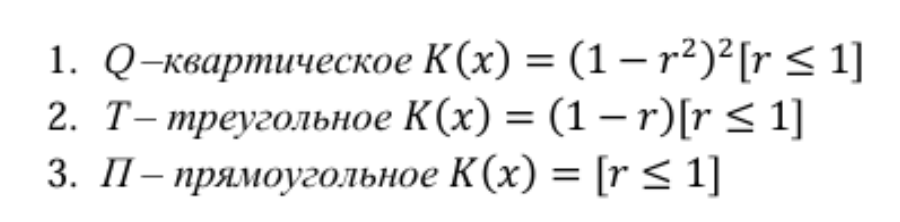 1. Q–квартическое K(x) = (1 − r²)²[r ≤ 1]
2. T – треугольное K(x) = (1 − r)[r ≤ 1]
3. П – прямоугольное K(x) = [r ≤ 1]